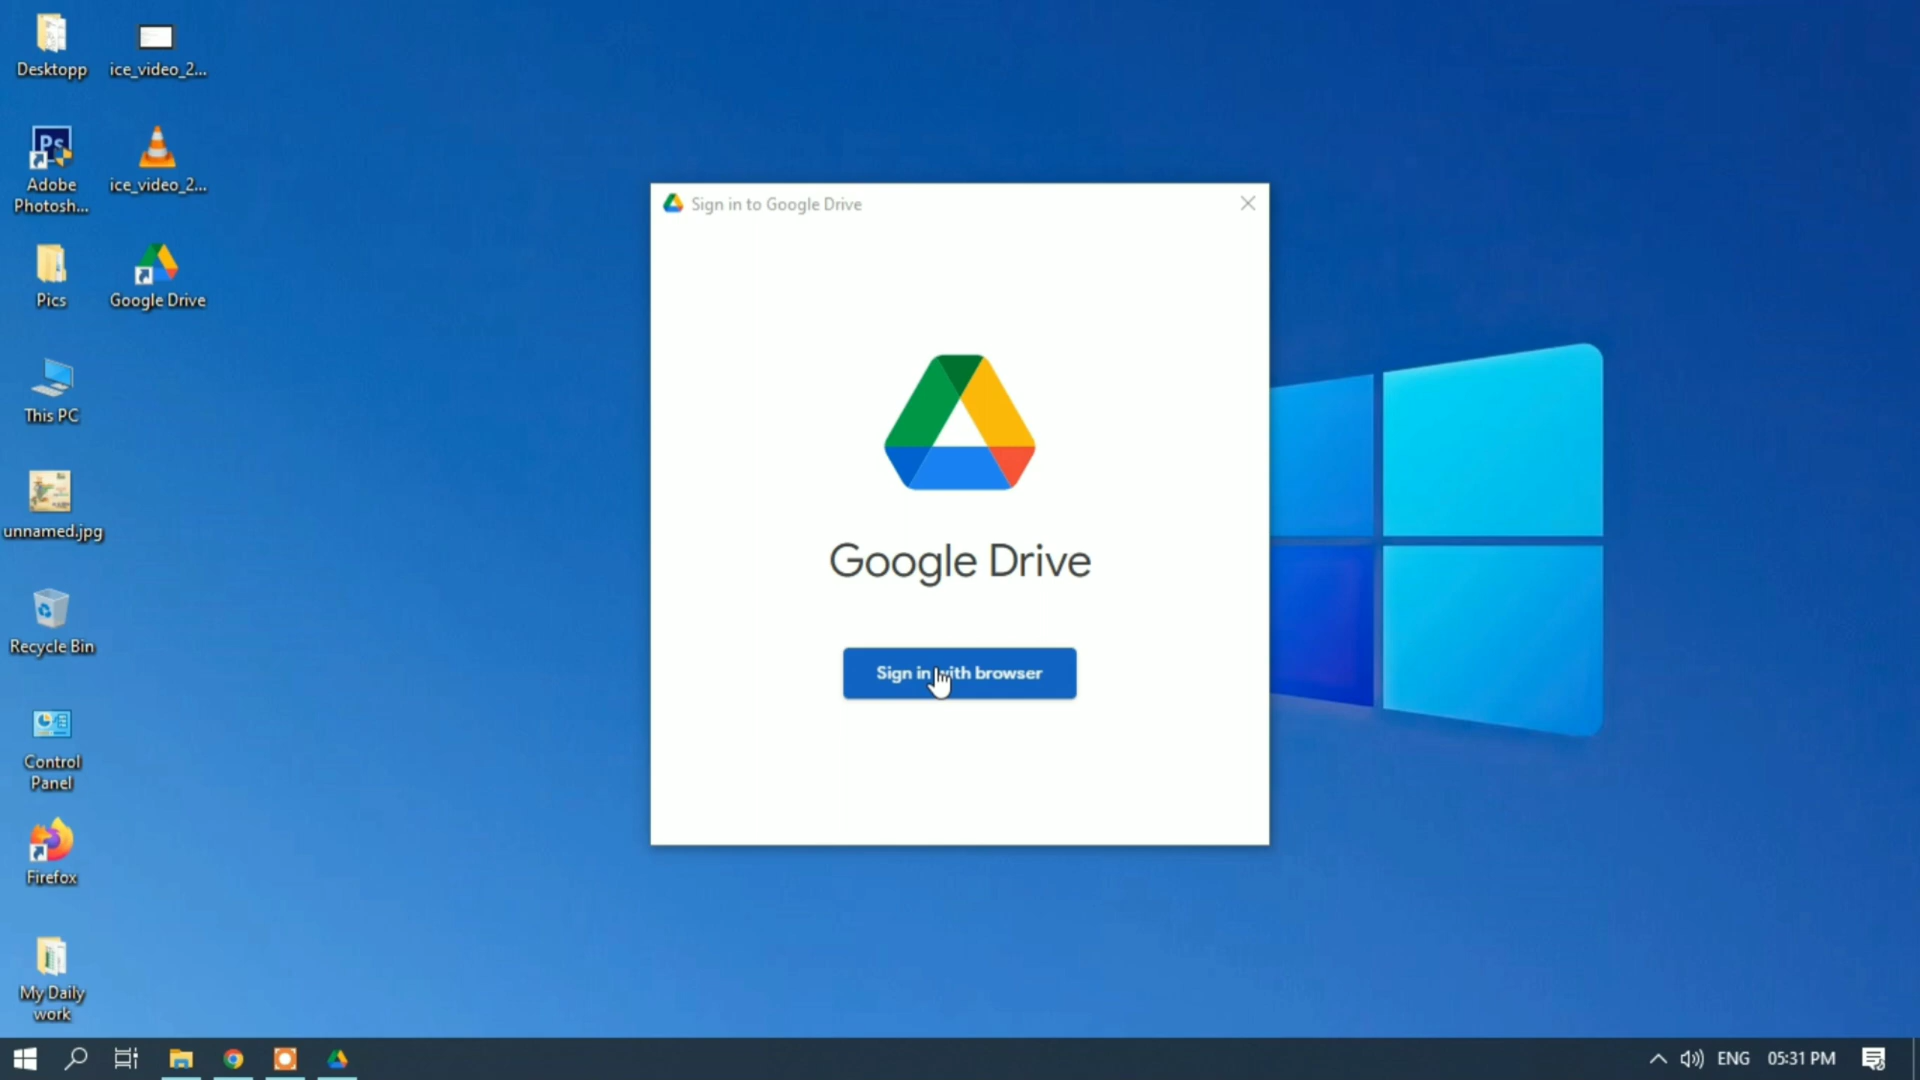 Desktopp
ice_video_2...
Ps
Adobe
Photosh...
ice_video_2...
Pics
Google Drive
This PC
unnamed.jpg
Recycle Bin
Control
Panel
Firefox
My Daily
work
Sign in to Google Drive
Google Drive
Sign in with browser
ENG
05:31 PM